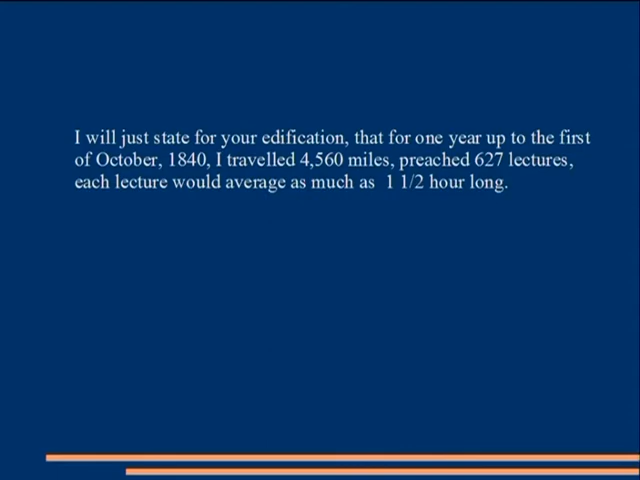 I will just state for your edification, that for one year up to the first
of October, 1840, I travelled 4,560 miles, preached 627 lectures,
each lecture would average as much as  1 1/2 hour long.